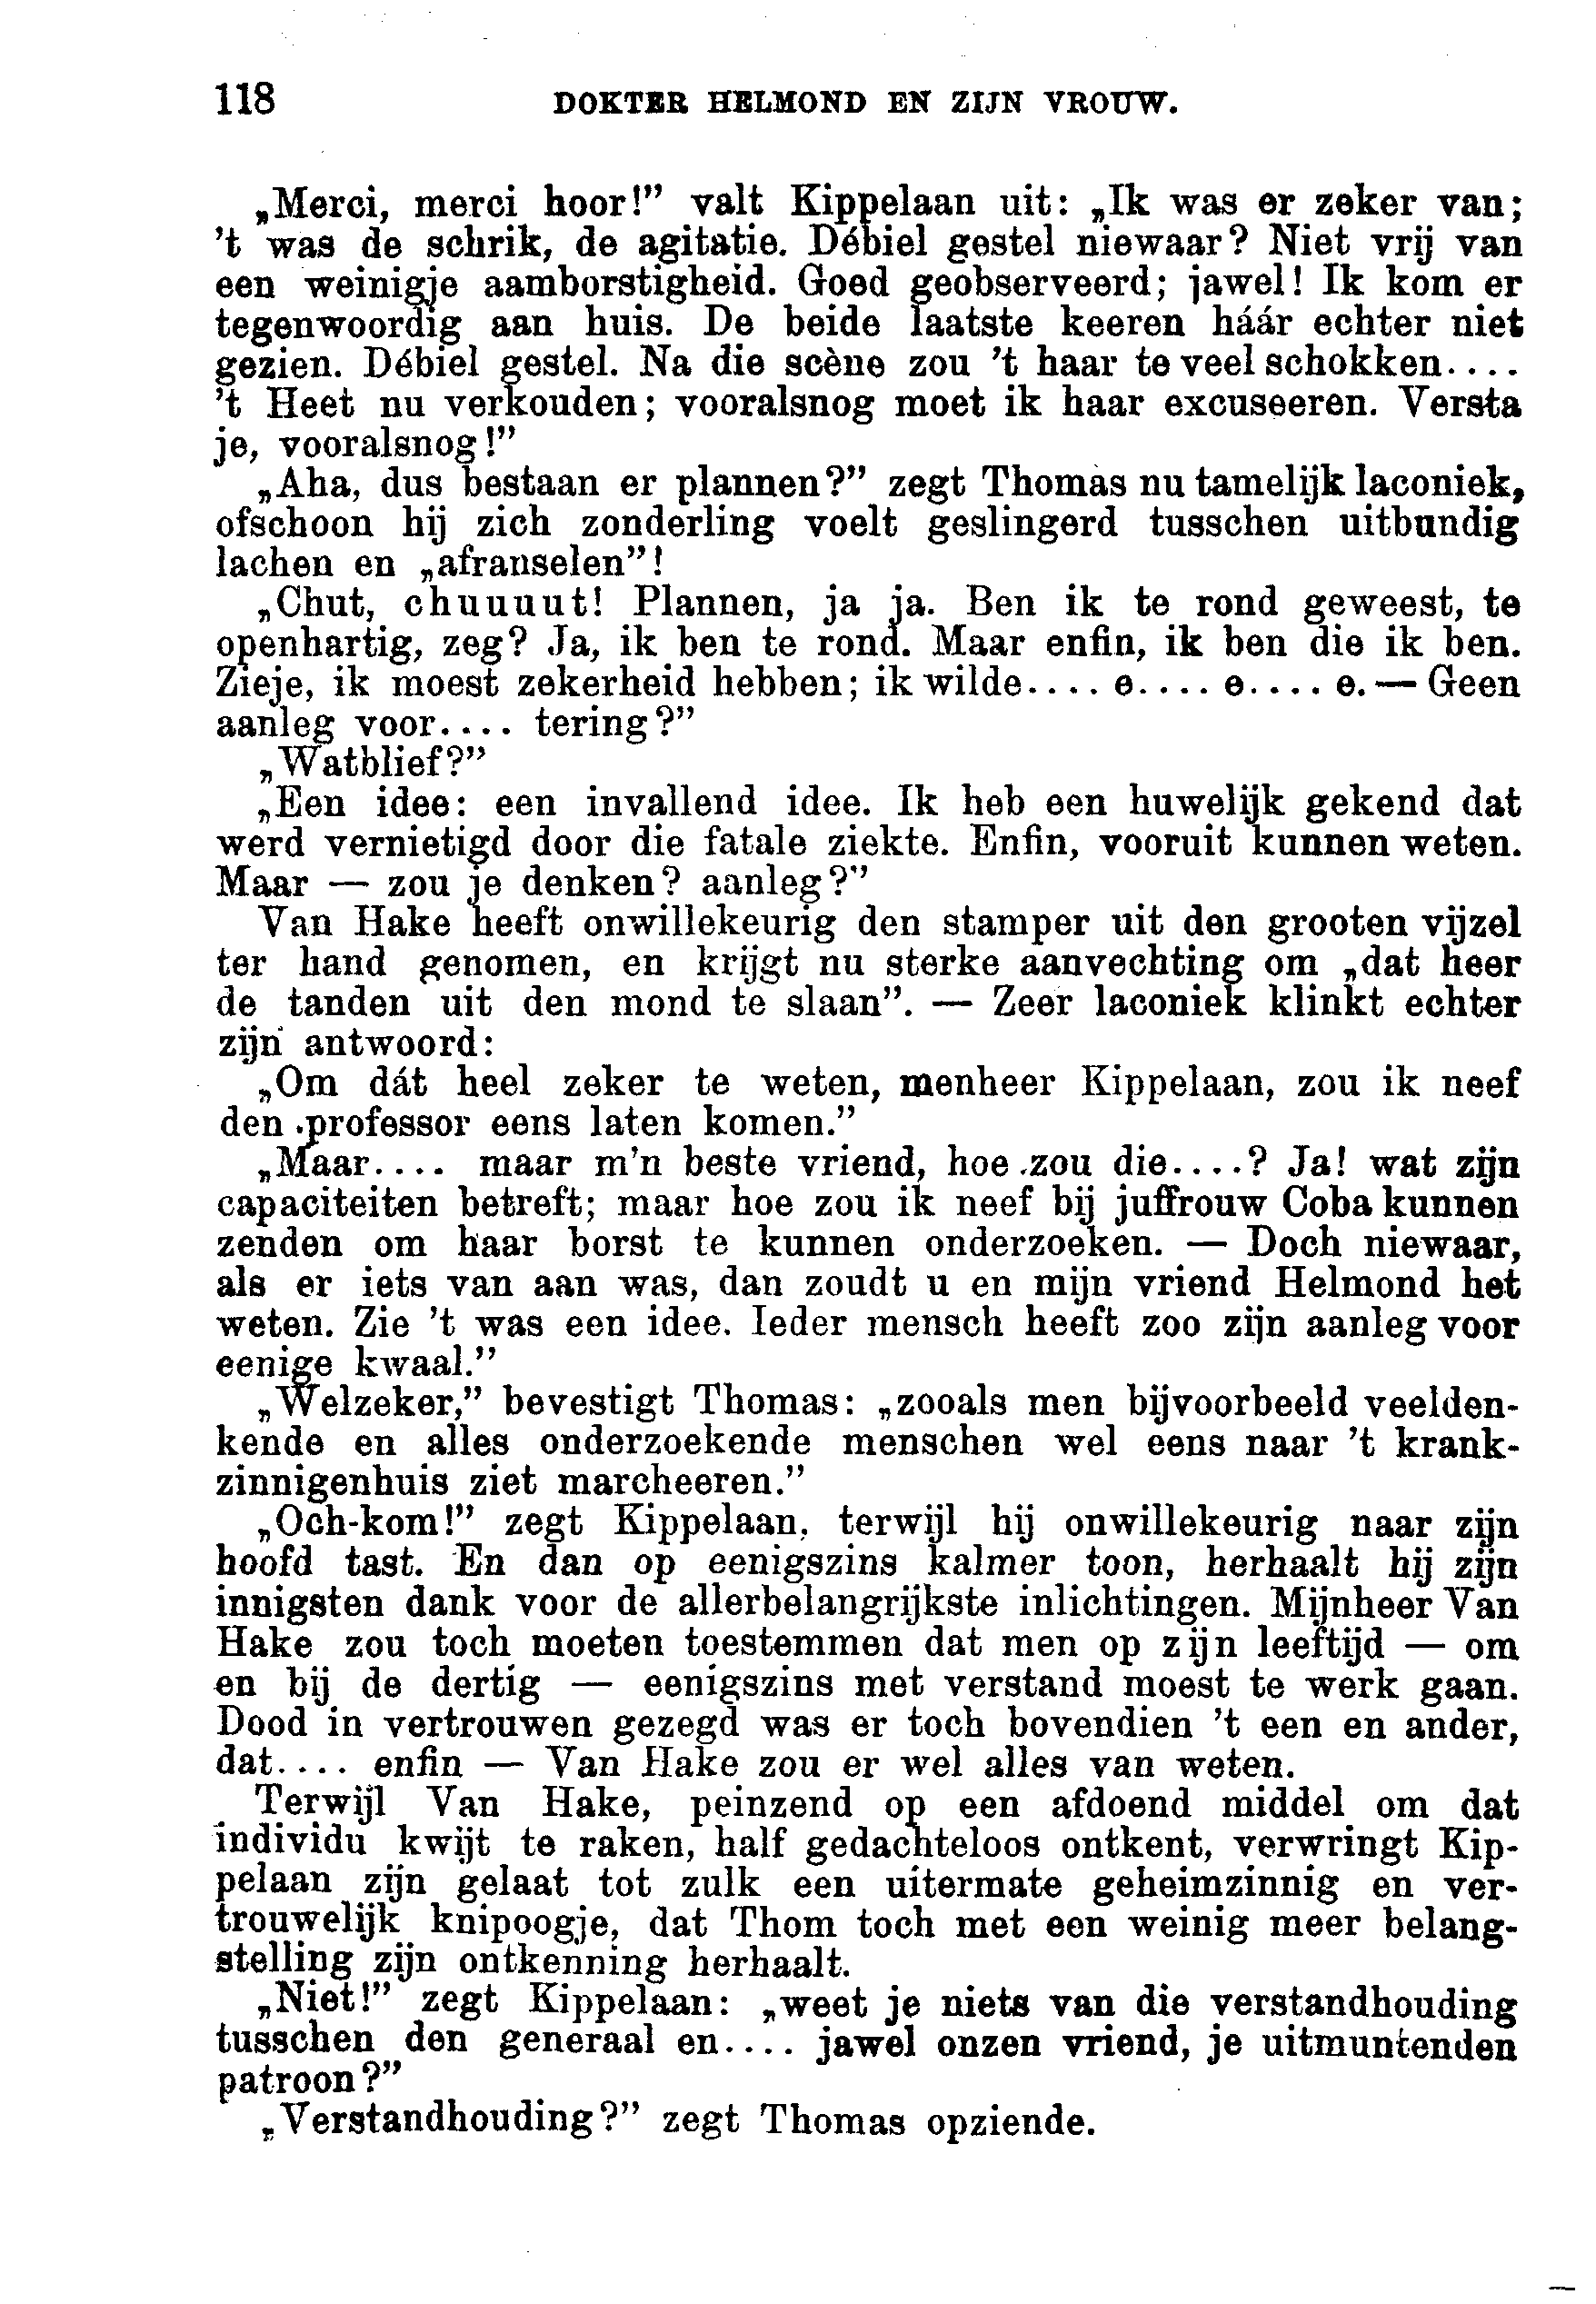 118 DOKTER HELMOND EN ZIJN VROUW.
„Merci, merci hoor!” valt Kippelaan uit: „Ik was er zeker van;
’t was de schrik, de agitatie. Débiel gestel niewaar? Niet vrij van
een weinigje aamborstigheid. Goed geobserveerd; jawel! Ik kom er
tegenwoordig aan huis. De beide laatste keeren háár echter niet
gezien. Débiel gestel. Na die scène zou ’t haar te veel schokken....
’t Heet nu verkouden; vooralsnog moet ik haar excuseeren. Versta
je, vooralsnog!”
„Aha, dus bestaan er plannen?” zegt Thomas nu tamelijk laconiek,
ofschoon hij zich zonderling voelt geslingerd tusschen uitbundig
lachen en „afranselen”!
„Chut, chuuuut! Plannen, ja ja. Ben ik te rond geweest, te
openhartig, zeg? Ja, ik ben te rond. Maar enfin, ik ben die ik ben.
Zieje, ik moest zekerheid hebben; ik wilde.... e.... e.... e. — Geen
aanleg voor.... tering?”
„Watblief?”
„Een idee: een invallend idee. Ik heb een huwelijk gekend dat
werd vernietigd door die fatale ziekte. Enfin, vooruit kunnen weten.
Maar — zou je denken? aanleg?”
Van Hake heeft onwillekeurig den stamper uit den grooten vijzel
ter hand genomen, en krijgt nu sterke aanvechting om „dat heer
de tanden uit den mond te slaan”. — Zeer laconiek klinkt echter
zijn antwoord:
„Om dát heel zeker te weten, menheer Kippelaan, zou ik neef
den professor eens laten komen.”
„Maar.... maar m’n beste vriend, hoe zou die....? Ja! wat zijn
capaciteiten betreft; maar hoe zou ik neef bij juffrouw Coba kunnen
zenden om haar borst te kunnen onderzoeken. — Doch niewaar,
als er iets van aan was, dan zoudt u en mijn vriend Helmond het
weten. Zie ’t was een idee. Ieder mensch heeft zoo zijn aanleg voor
eenige kwaal.”
„Welzeker,” bevestigt Thomas: „zooals men bijvoorbeeld veelden-
kende en alles onderzoekende menschen wel eens naar ’t krank-
zinnigenhuis ziet marcheeren.”
„Och-kom!” zegt Kippelaan, terwijl hij onwillekeurig naar zijn
hoofd tast. En dan op eenigszins kalmer toon, herhaalt hij zijn
innigsten dank voor de allerbelangrijkste inlichtingen. Mijnheer Van
Hake zou toch moeten toestemmen dat men op zijn leeftijd — om
en bij de dertig — eenigszins met verstand moest te werk gaan.
Dood in vertrouwen gezegd was er toch bovendien ’t een en ander,
dat.... enfin — Van Hake zou er wel alles van weten.
Terwijl Van Hake, peinzend op een afdoend middel om dat
individu kwijt te raken, half gedachteloos ontkent, verwringt Kip-
pelaan zijn gelaat tot zulk een uitermate geheimzinnig en ver-
trouwelijk knipoogje, dat Thom toch met een weinig meer belang-
stelling zijn ontkenning herhaalt.
„Niet!” zegt Kippelaan: „weet je niets van die verstandhouding
tusschen den generaal en.... jawel onzen vriend, je uitmuntenden
patroon?”
„Verstandhouding?” zegt Thomas opziende.